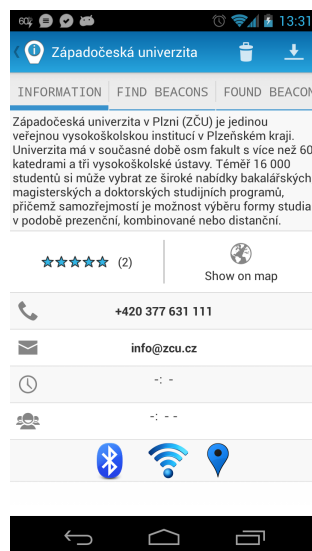 60%
13:31
Západočeská univerzita
INFORMATION FIND BEACONS FOUND BEACON
Západočeská univerzita v Plzni (ZČU) je jedinou
veřejnou vysokoškolskou institucí v Plzeňském kraji.
Univerzita má v současné době osm fakult s více než 60
katedrami a tři vysokoškolské ústavy. Téměř 16 000
studentů si může vybrat ze široké nabídky bakalářských,
magisterských a doktorských studijních programů,
přičemž samozřejmostí je možnost výběru formy studia
v podobě prezenční, kombinované nebo distanční.
(2)
Show on map
+420 377 631 111
info@zcu.cz
-: -
-: - -